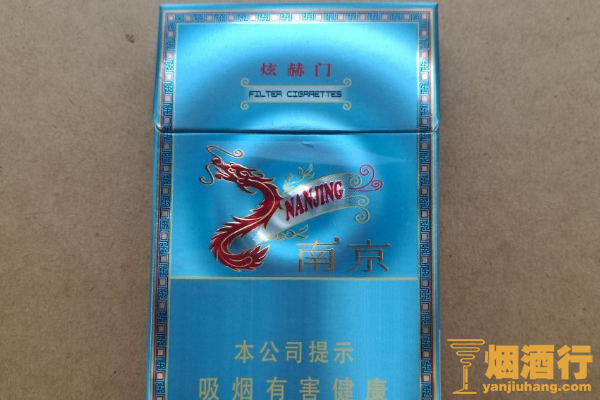 炫赫门
FILTER CIGARETTES
NANJING
南京
本公司提示
吸烟有害健康
烟酒行
yanjiuhang.com